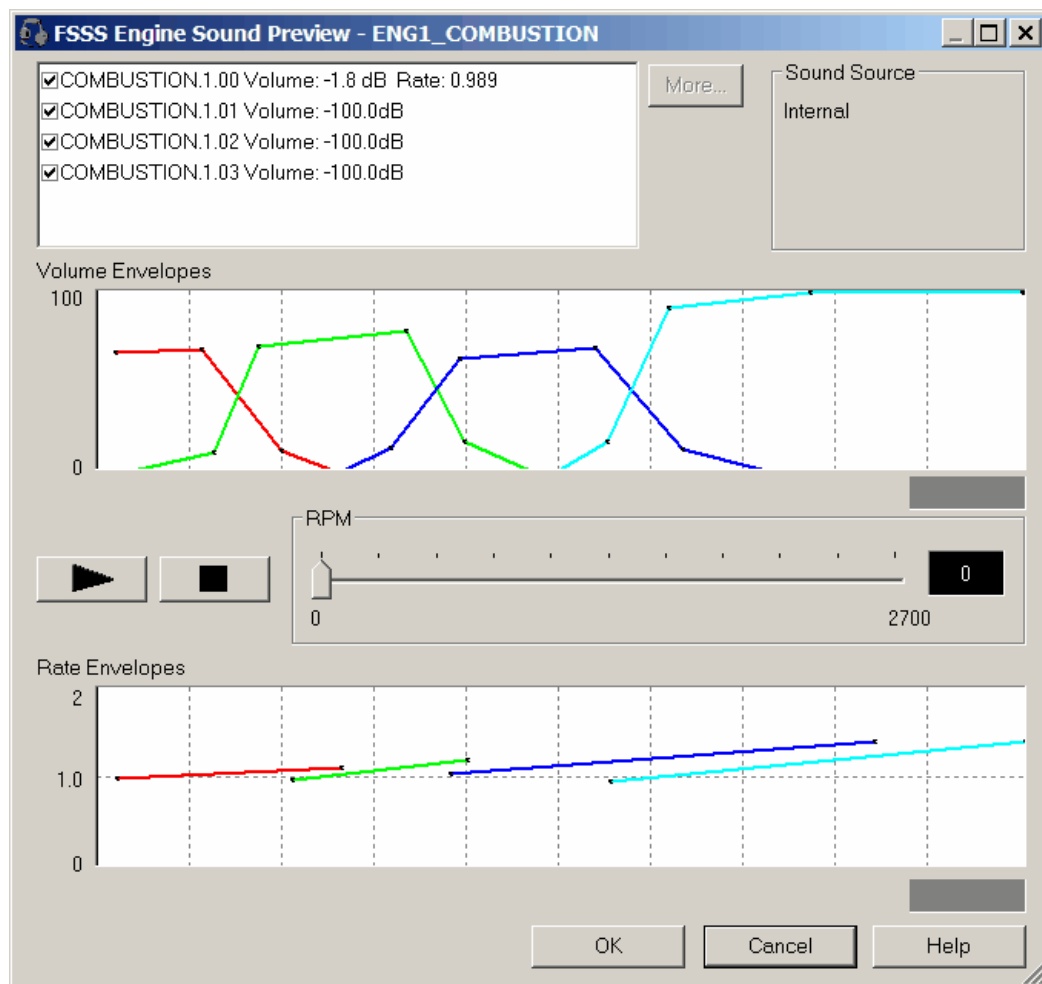 FSSS Engine Sound Preview - ENG1_COMBUSTION
COMBUSTION.1.00 Volume: -1.8 dB  Rate: 0.989
COMBUSTION.1.01 Volume: -100.0dB
COMBUSTION.1.02 Volume: -100.0dB
COMBUSTION.1.03 Volume: -100.0dB
More...
Sound Source
Internal
Volume Envelopes
100
0
RPM
0
0
2700
Rate Envelopes
2
1.0
0
OK
Cancel
Help